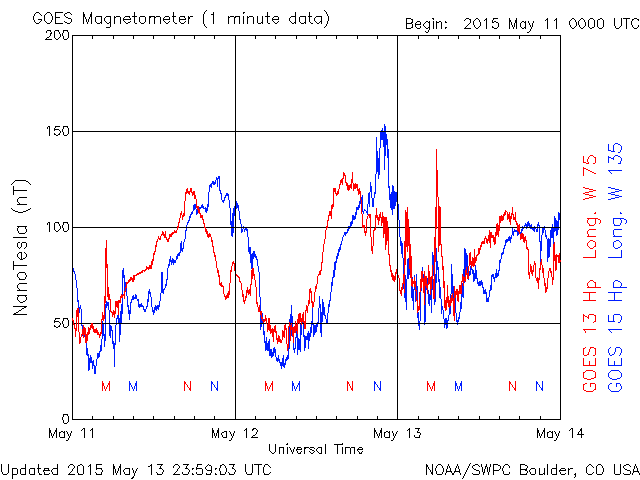 GOES Magnetometer (1 minute data)
Begin: 2015 May 11 0000 UTC
200
150
100
50
0
NanoTesla (nT)
M M N N M M N N M M N N
May 11 May 12 May 13 May 14
Universal Time
GOES 13 Hp Long. W 75
GOES 15 Hp Long. W 135
Updated 2015 May 13 23:59:03 UTC
NOAA/SWPC Boulder, CO USA